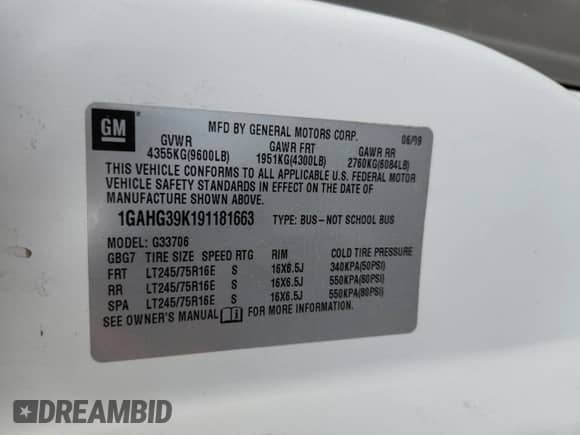 GM
MFD BY GENERAL MOTORS CORP. 06/09
GVWR GAWR FRT GAWR RR
4355KG(9600LB) 1951KG(4300LB) 2760KG(6084LB)
THIS VEHICLE CONFORMS TO ALL APPLICABLE U.S. FEDERAL MOTOR
VEHICLE SAFETY STANDARDS IN EFFECT ON THE DATE OF
MANUFACTURE SHOWN ABOVE.
1GAHG39K191181663 TYPE: BUS—NOT SCHOOL BUS
MODEL: G33706
GBG7 TIRE SIZE SPEED RTG RIM COLD TIRE PRESSURE
FRT LT245/75R16E S 16X6.5J 340KPA(50PSI)
RR LT245/75R16E S 16X6.5J 550KPA(80PSI)
SPA LT245/75R16E S 16X6.5J 550KPA(80PSI)
SEE OWNER'S MANUAL FOR MORE INFORMATION.
DREAMBID